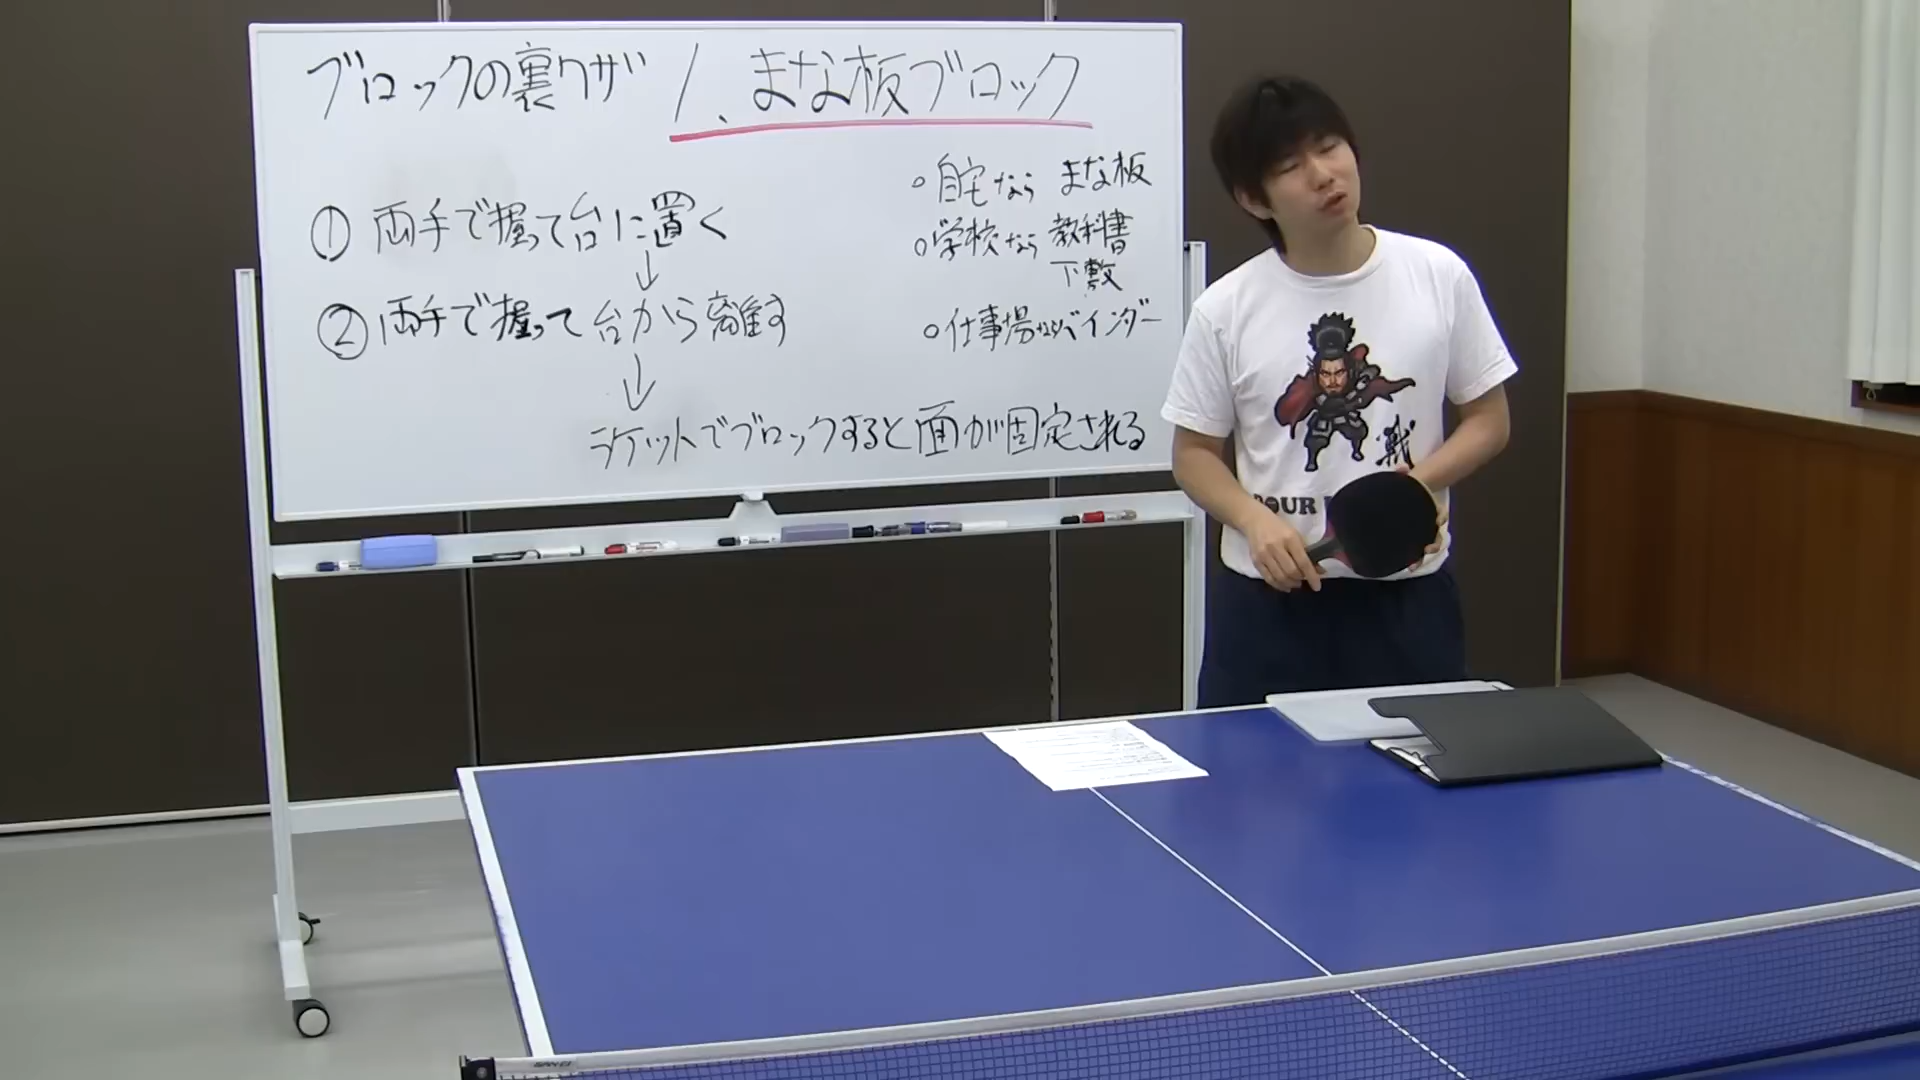 ブロックの裏ワザ 1、まな板ブロック
① 両手で握って台に置く
↓
② 両手で握って台から離す
↓
ラケットでブロックすると面が固定される
○自宅なら まな板
○学校なら 教科書
下敷
○仕事場ならバインダー
戦
OUR